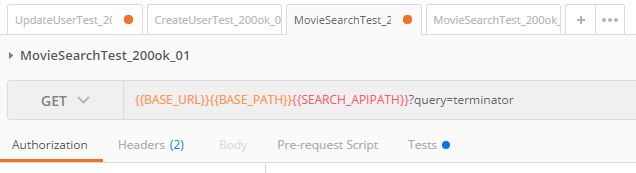 UpdateUserTest_20 CreateUserTest_200ok_0 MovieSearchTest_2 MovieSearchTest_200ok_ + •••
MovieSearchTest_200ok_01
GET {{BASE_URL}}{{BASE_PATH}}{{SEARCH_APIPATH}}?query=terminator
Authorization Headers (2) Body Pre-request Script Tests